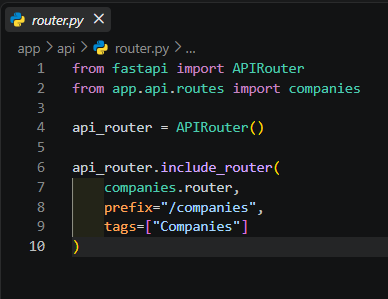 router.py
app > api > router.py > ...
1 from fastapi import APIRouter
2 from app.api.routes import companies
3
4 api_router = APIRouter()
5
6 api_router.include_router(
7     companies.router,
8     prefix="/companies",
9     tags=["Companies"]
10 )